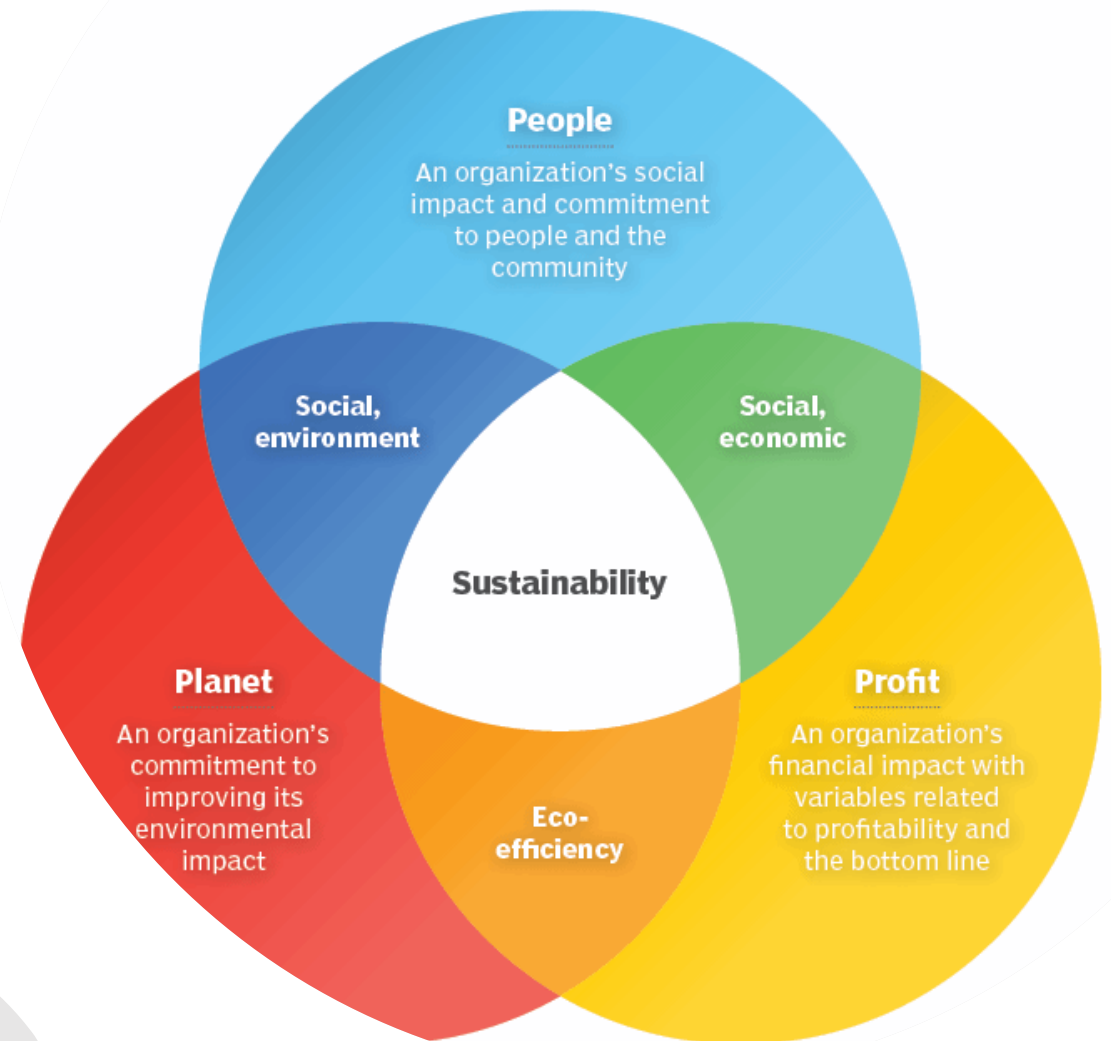 People
An organization's social
impact and commitment
to people and the
community
Social,
environment
Social,
economic
Sustainability
Planet
An organization's
commitment to
improving its
environmental
impact
Profit
An organization's
financial impact with
variables related
to profitability and
the bottom line
Eco-
efficiency